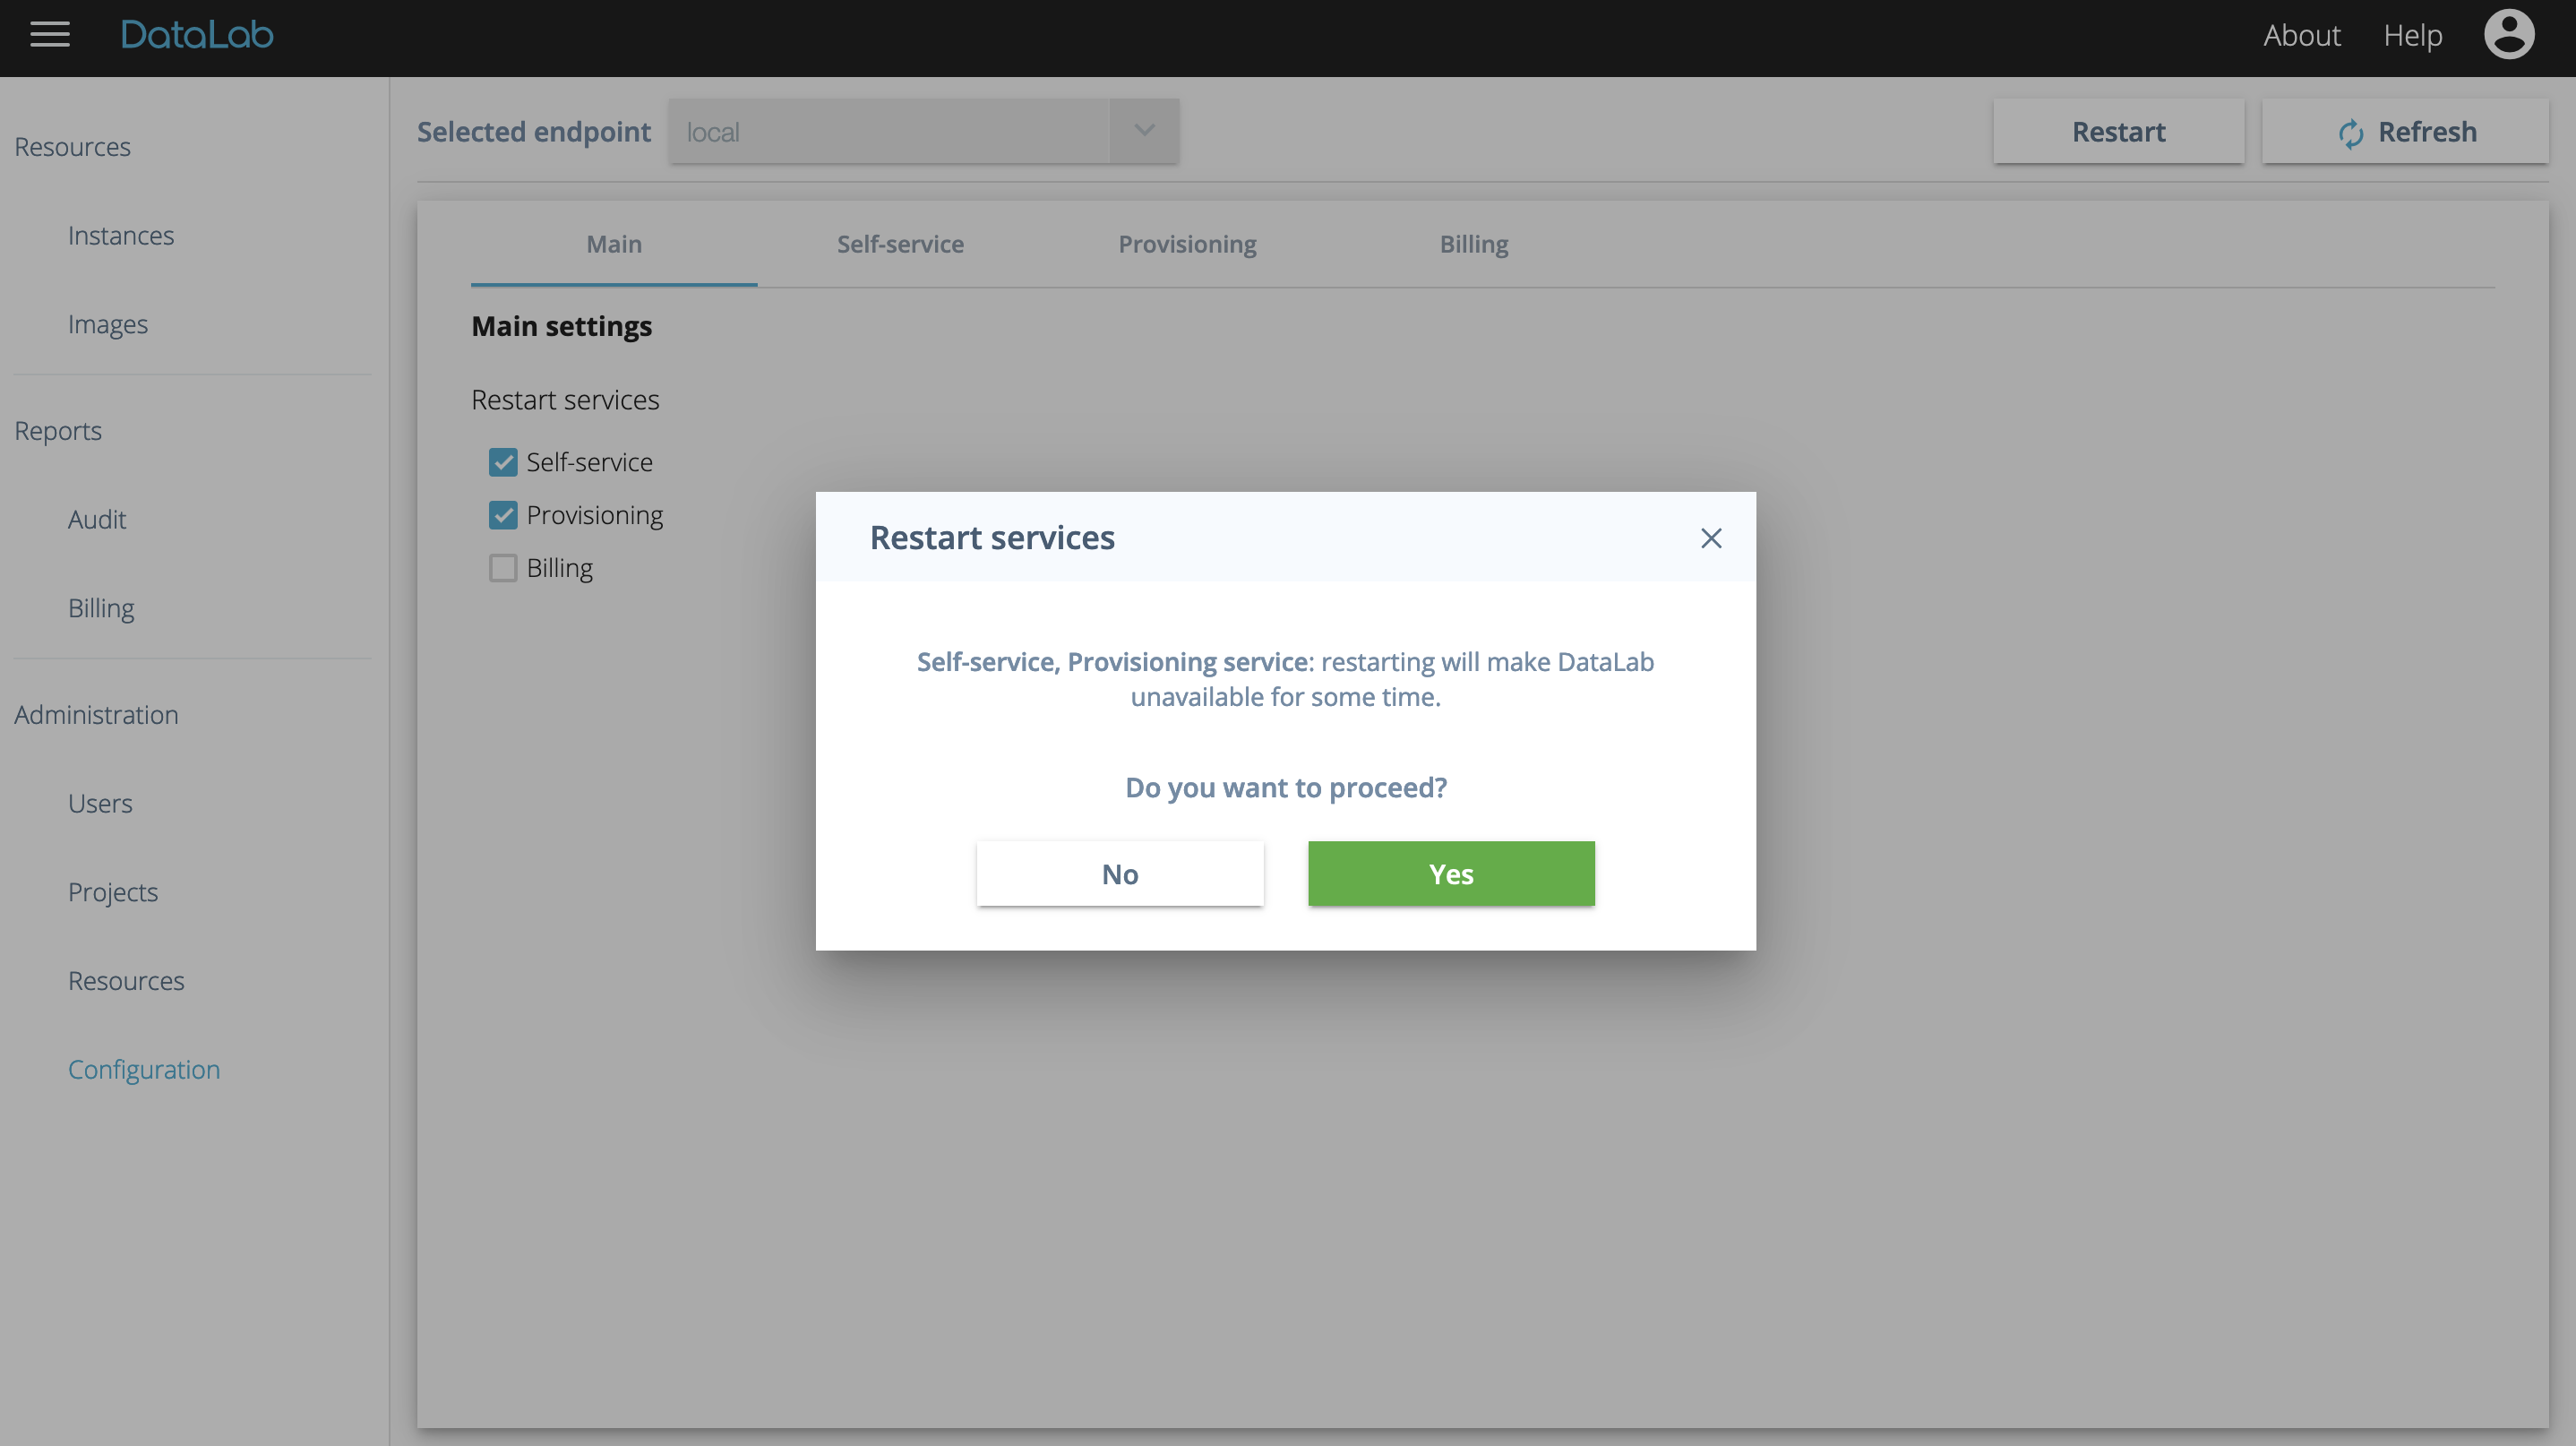 DataLab
About
Help
Resources
Instances
Images
Reports
Audit
Billing
Administration
Users
Projects
Resources
Configuration
Selected endpoint
local
Restart
Refresh
Main
Self-service
Provisioning
Billing
Main settings
Restart services
Self-service
Provisioning
Billing
Restart services
Self-service, Provisioning service: restarting will make DataLab
unavailable for some time.
Do you want to proceed?
No
Yes